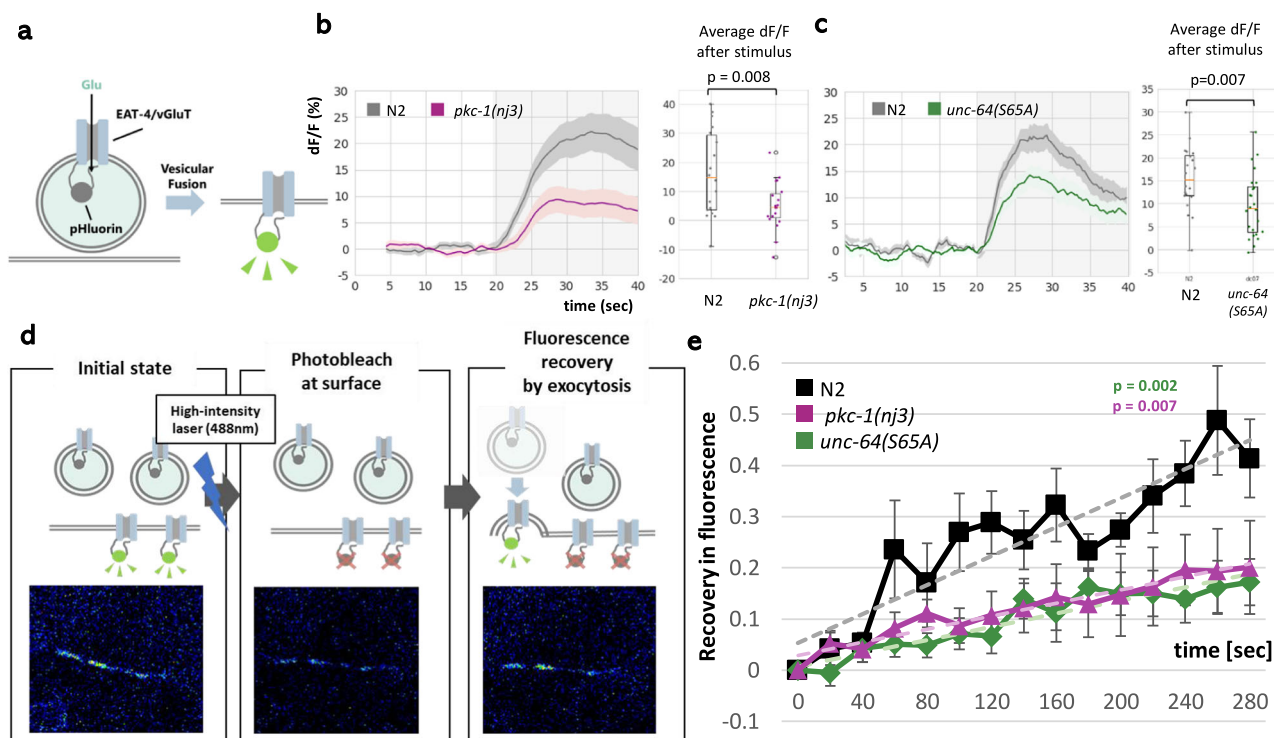 a
Glu
EAT-4/vGluT
pHluorin
Vesicular
Fusion
b
dF/F (%)
N2
pkc-1(nj3)
30
25
20
15
10
5
0
-5
0
5
10
15
20
25
30
35
40
time (sec)
Average dF/F
after stimulus
p = 0.008
40
30
20
10
0
-10
-20
N2
pkc-1(nj3)
c
N2
unc-64(S65A)
30
25
20
15
10
5
0
-5
5
10
15
20
25
30
35
40
Average dF/F
after stimulus
p=0.007
35
30
25
20
15
10
5
0
-5
N2
N2
unc-64
(S65A)
d
Initial state
High-intensity
laser (488nm)
Photobleach
at surface
Fluorescence
recovery
by exocytosis
e
Recovery in fluorescence
0.6
0.5
0.4
0.3
0.2
0.1
0
-0.1
N2
pkc-1(nj3)
unc-64(S65A)
p = 0.002
p = 0.007
time [sec]
0
40
80
120
160
200
240
280